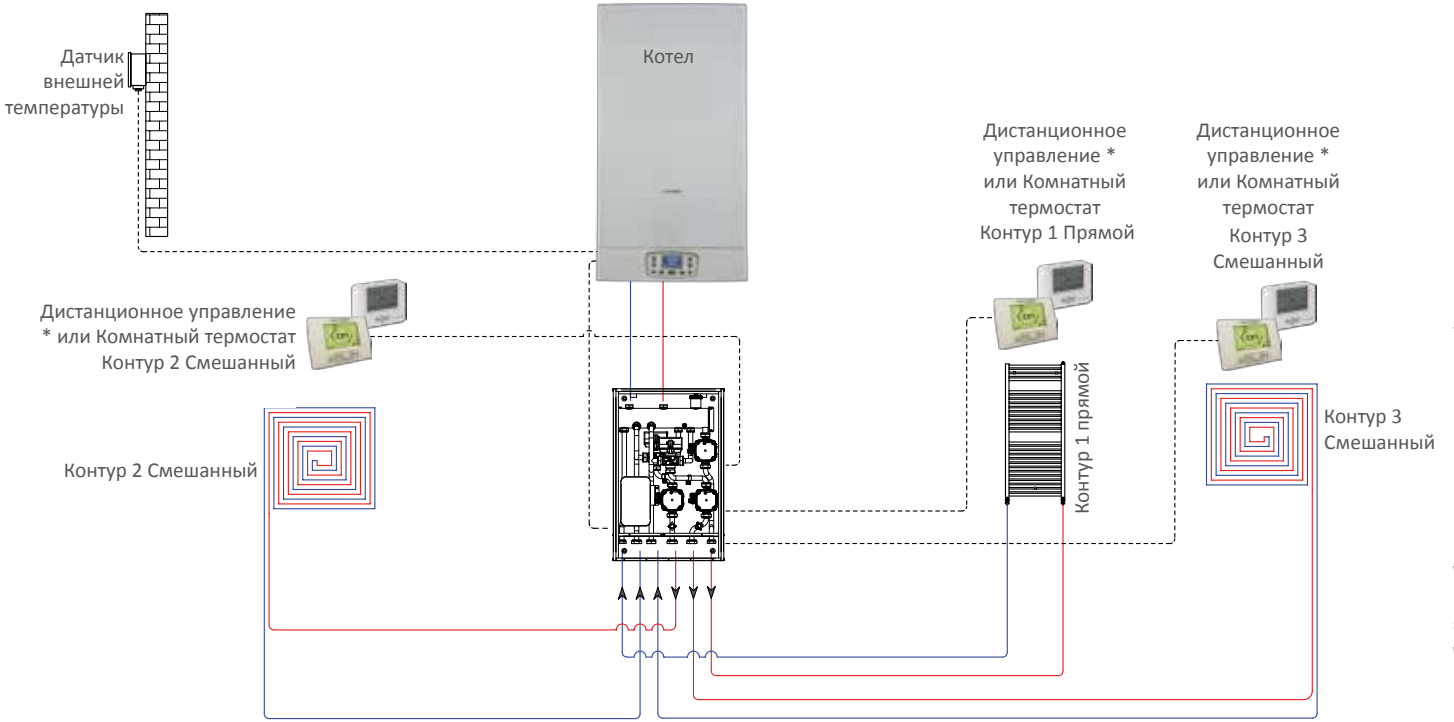 Датчик
внешней
температуры
Котел
Дистанционное
управление *
или Комнатный
термостат
Контур 1 Прямой
Дистанционное
управление *
или Комнатный
термостат
Контур 3
Смешанный
Дистанционное управление
* или Комнатный термостат
Контур 2 Смешанный
Контур 2 Смешанный
Контур 1 прямой
Контур 3
Смешанный